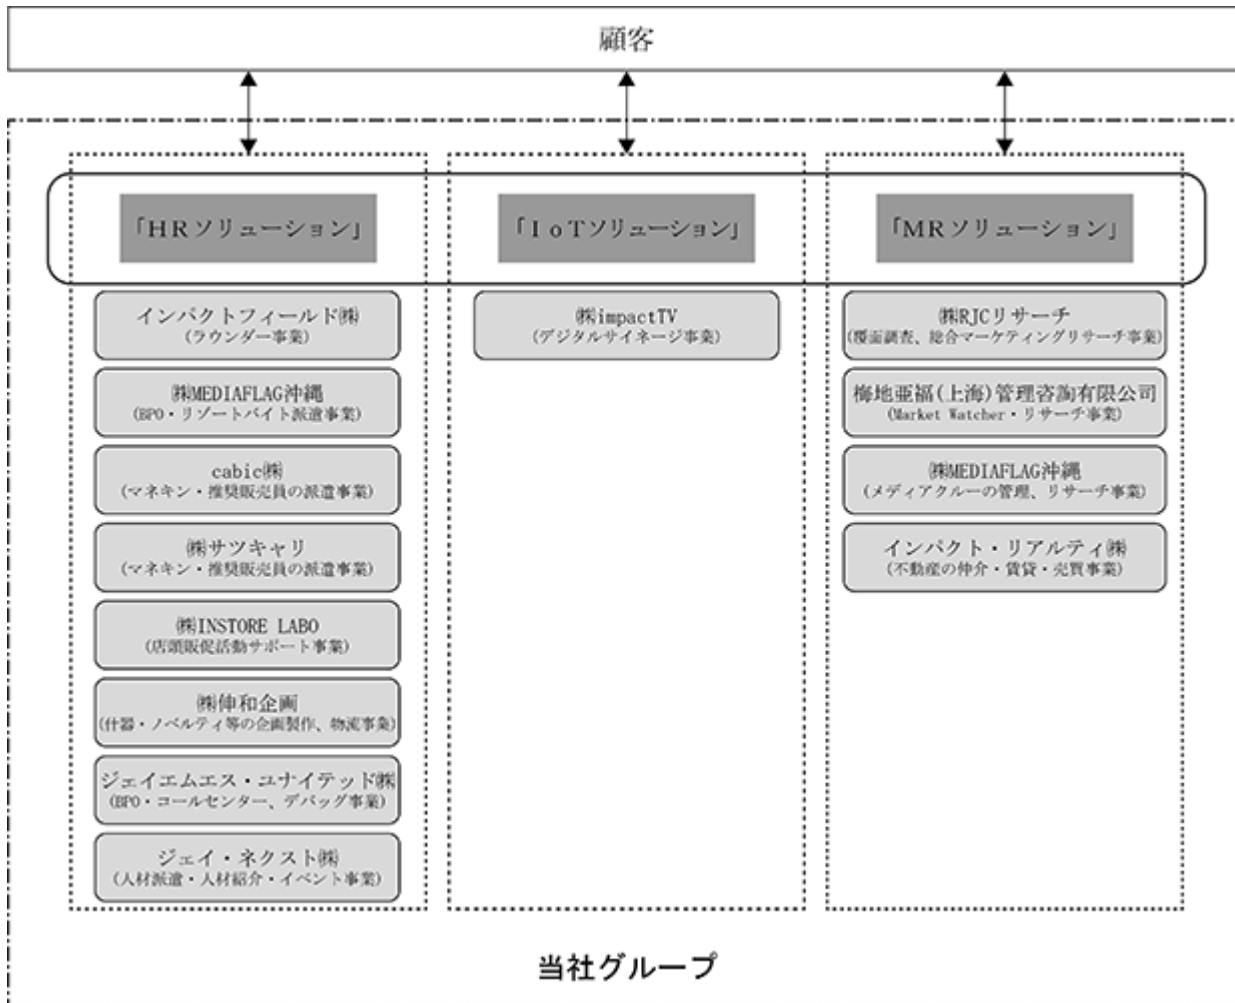 顧客
「HRソリューション」
インパクトフィールド㈱
(ラウンダー事業)
㈱MEDIAFLAG沖縄
(BPO・リゾートバイト派遣事業)
cabic㈱
(マネキン・推奨販売員の派遣事業)
㈱サツキャリ
(マネキン・推奨販売員の派遣事業)
㈱INSTORE LABO
(店頭販促活動サポート事業)
㈱伸和企画
(什器・ノベルティ等の企画製作、物流事業)
ジェイエムエス・ユナイテッド㈱
(BPO・コールセンター、デバッグ事業)
ジェイ・ネクスト㈱
(人材派遣・人材紹介・イベント事業)
「IoTソリューション」
㈱impactTV
(デジタルサイネージ事業)
「MRソリューション」
㈱RJCリサーチ
(覆面調査、総合マーケティングリサーチ事業)
梅地亜福(上海)管理咨詢有限公司
(Market Watcher・リサーチ事業)
㈱MEDIAFLAG沖縄
(メディアクルーの管理、リサーチ事業)
インパクト・リアルティ㈱
(不動産の仲介・賃貸・売買事業)
当社グループ